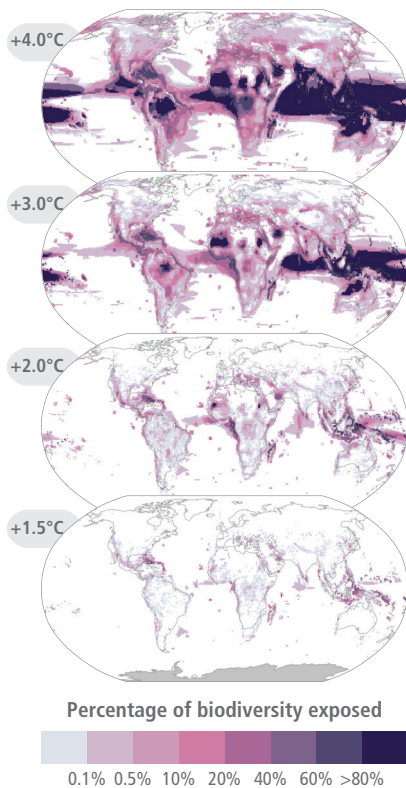 +4.0°C
+3.0°C
+2.0°C
+1.5°C
Percentage of biodiversity exposed
0.1% 0.5% 10% 20% 40% 60% >80%